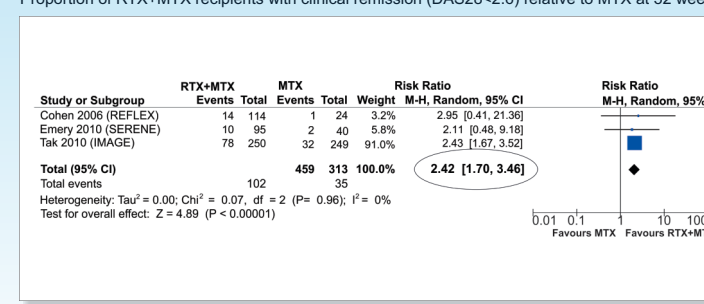 Proportion of RTX+MTX recipients with clinical remission (DAS28<2.6) relative to MTX at 52
RTX+MTX MTX Risk Ratio Risk Ratio
Study or Subgroup Events Total Events Total Weight M-H, Random, 95% CI M-H, Random, 95%
Cohen 2006 (REFLEX) 14 114 1 24 3.2% 2.95 [0.41, 21.36]
Emery 2010 (SERENE) 10 95 2 40 5.8% 2.11 [0.48, 9.18]
Tak 2010 (IMAGE) 78 250 32 249 91.0% 2.43 [1.67, 3.52]
Total (95% CI) 459 313 100.0% 2.42 [1.70, 3.46]
Total events 102 35
Heterogeneity: Tau² = 0.00; Chi² = 0.07, df = 2 (P= 0.96); I² = 0%
Test for overall effect: Z = 4.89 (P < 0.00001)
0.01 0.1 1 10 100
Favours MTX Favours RTX+MT